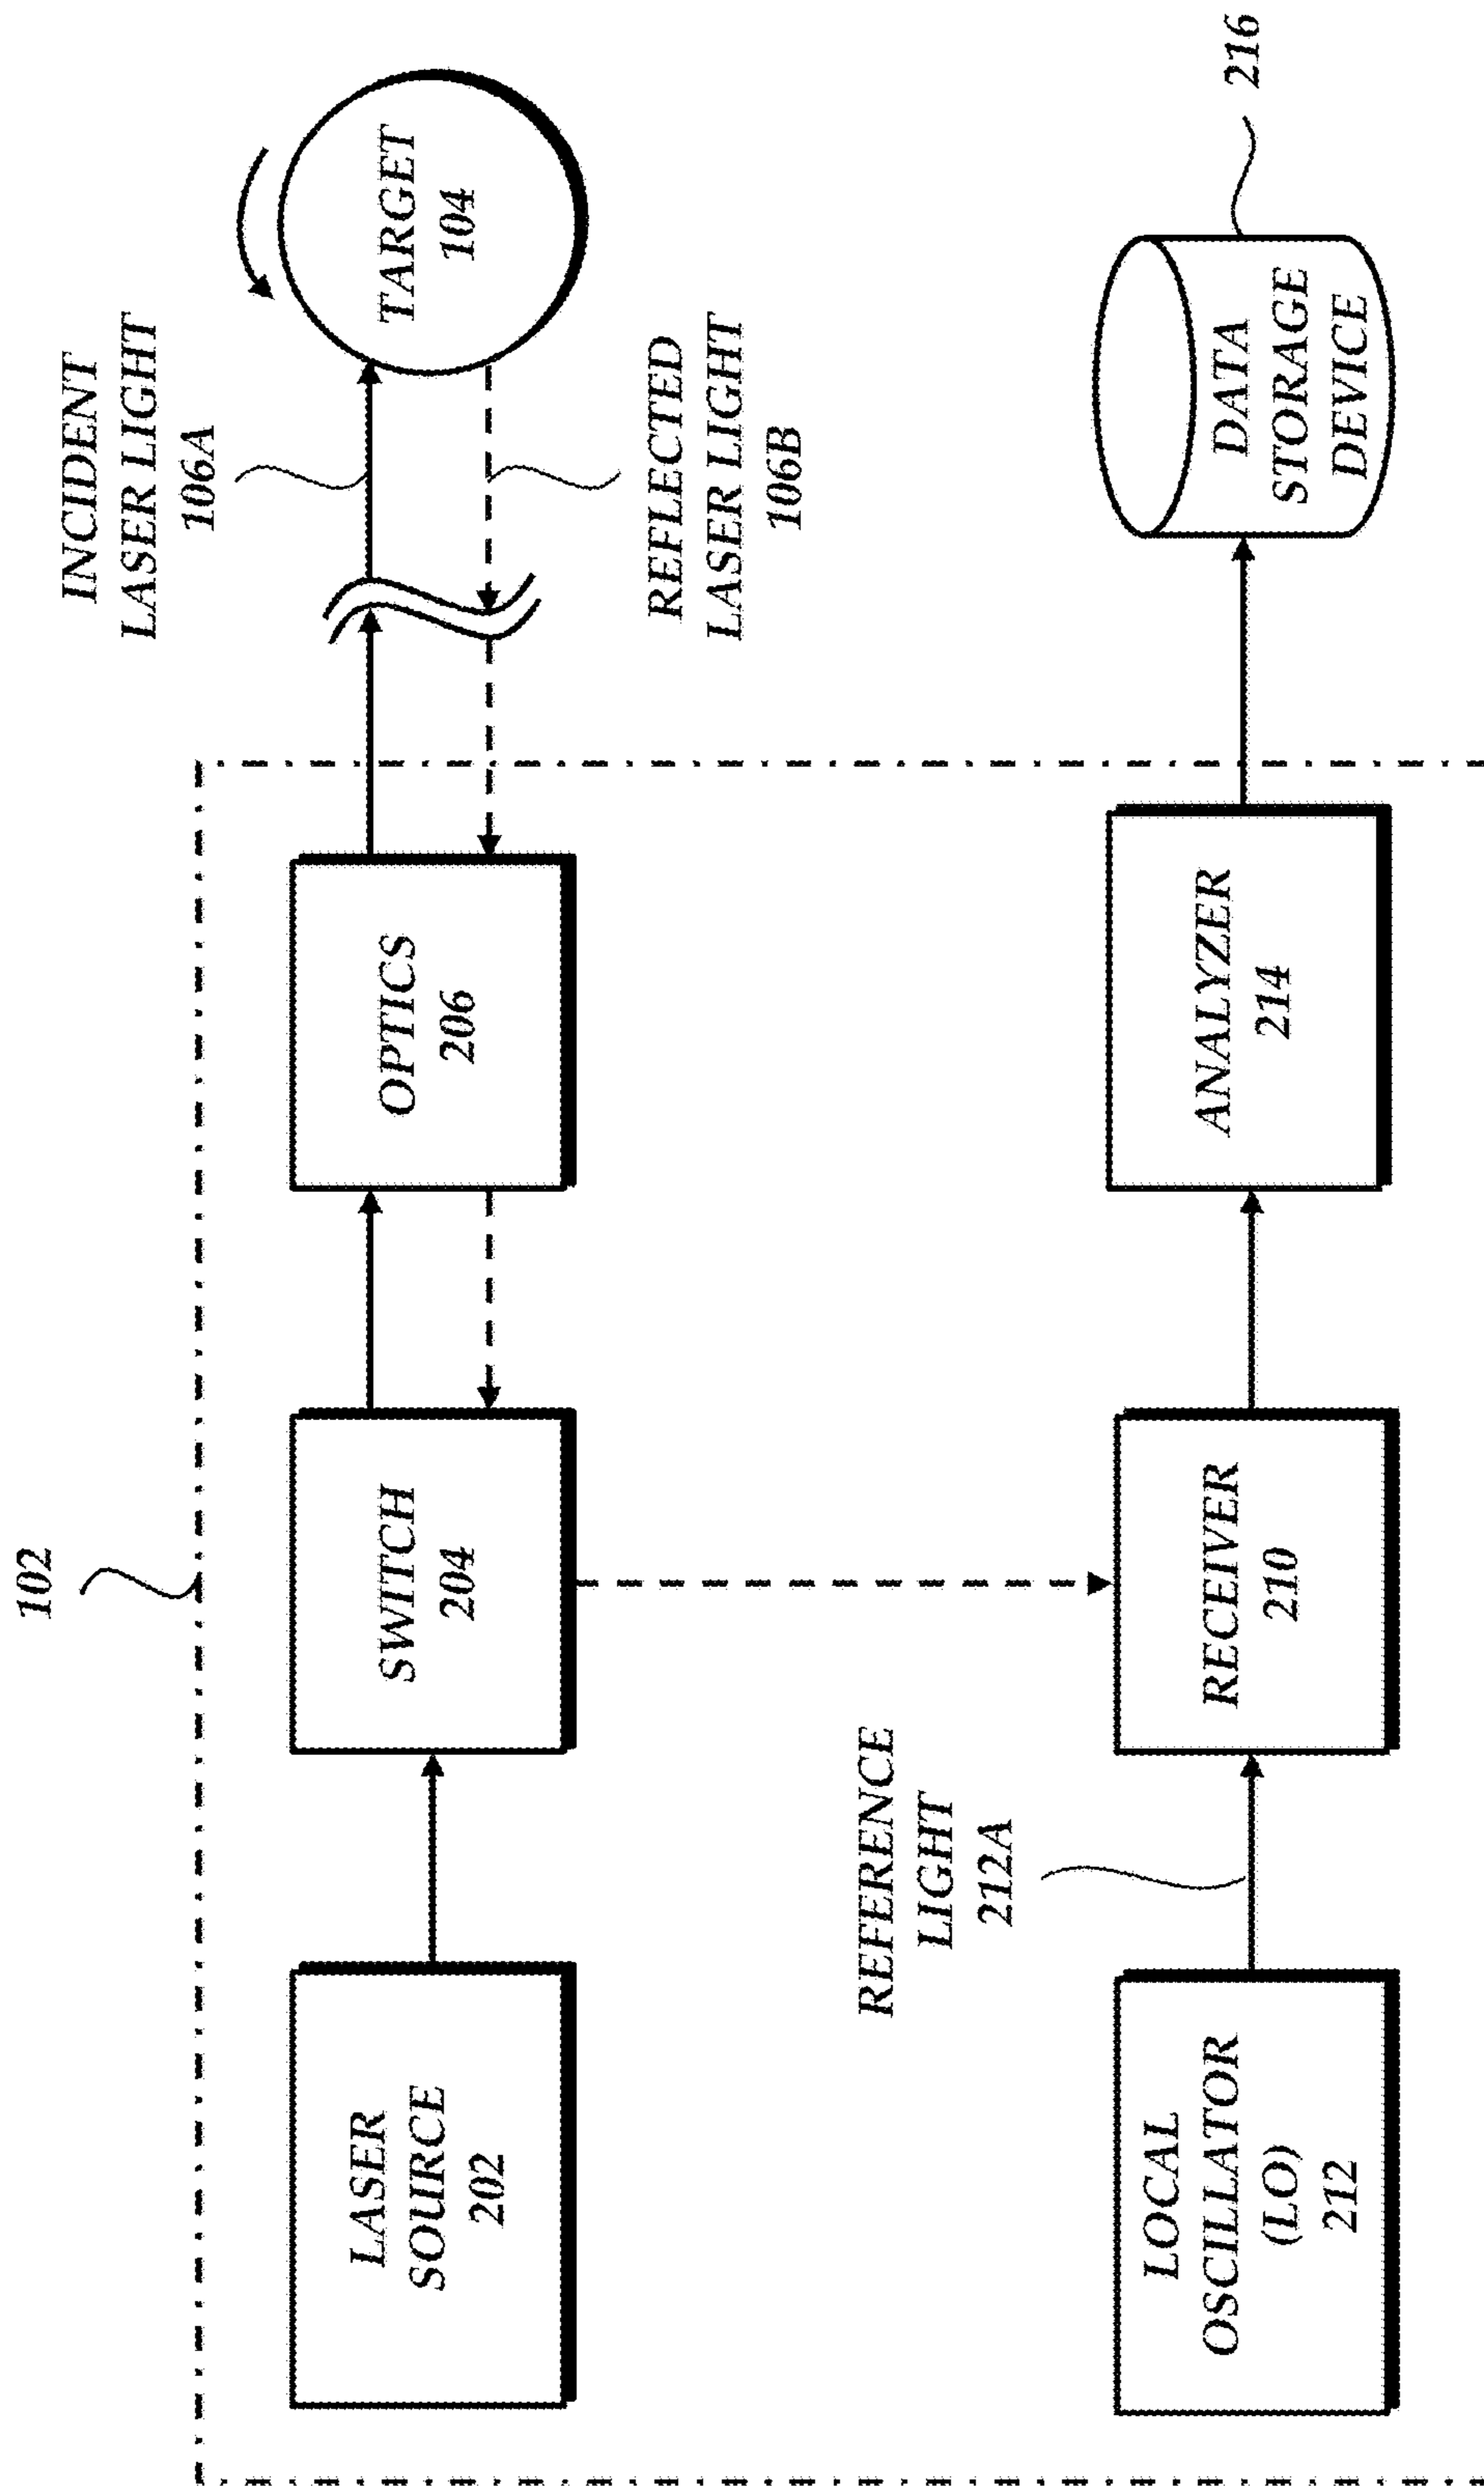 102
INCIDENT
LASER LIGHT
106A
LASER
SOURCE
202
SWITCH
204
OPTICS
206
TARGET
104
REFLECTED
LASER LIGHT
106B
REFERENCE
LIGHT
212A
LOCAL
OSCILLATOR
(LO)
212
RECEIVER
210
ANALYZER
214
DATA
STORAGE
DEVICE
216